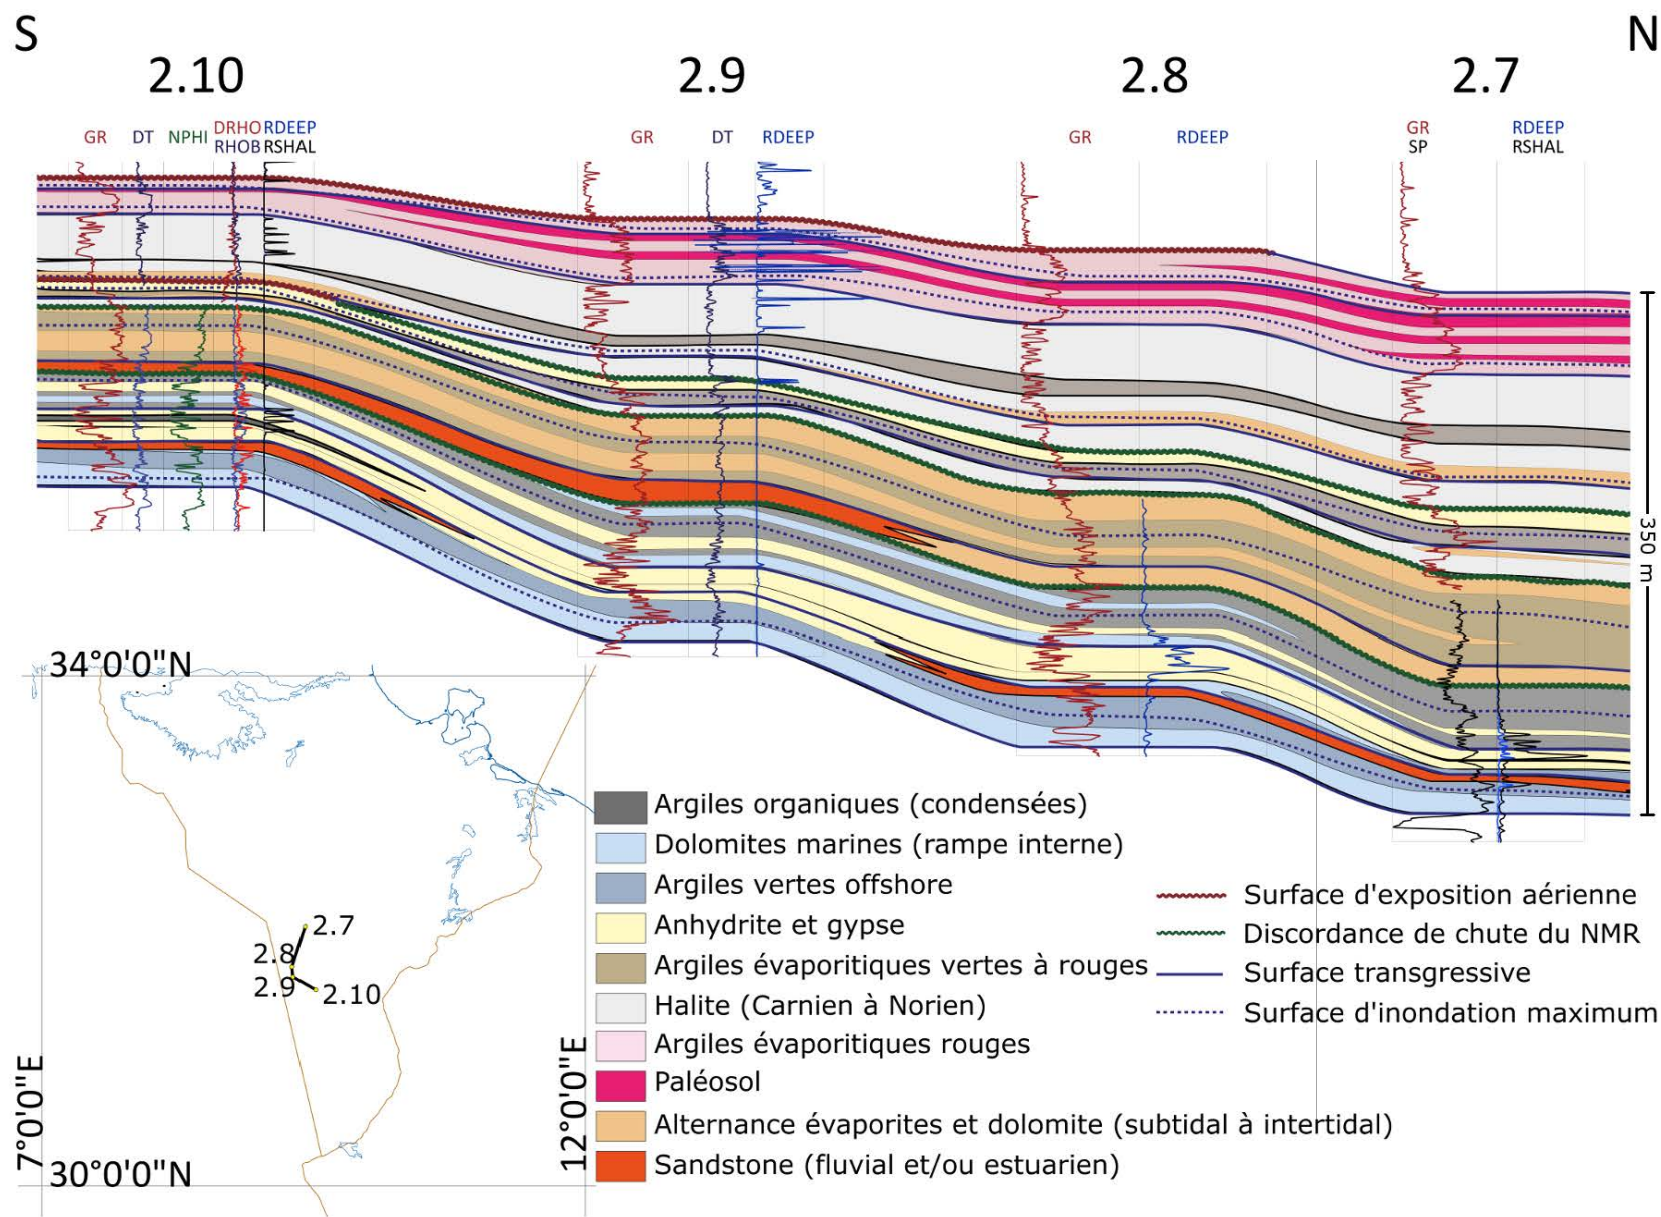 S
N
2.10
2.9
2.8
2.7
GR
DT
NPHI
DRHO
RHOB
RDEEP
RSHAL
GR
DT
RDEEP
GR
RDEEP
GR
SP
RDEEP
RSHAL
350 m
34°0'0"N
30°0'0"N
7°0'0"E
12°0'0"E
2.7
2.8
2.9
2.10
Argiles organiques (condensées)
Dolomites marines (rampe interne)
Argiles vertes offshore
Anhydrite et gypse
Argiles évaporitiques vertes à rouges
Halite (Carnien à Norien)
Argiles évaporitiques rouges
Paléosol
Alternance évaporites et dolomite (subtidal à intertidal)
Sandstone (fluvial et/ou estuarien)
Surface d'exposition aérienne
Discordance de chute du NMR
Surface transgressive
Surface d'inondation maximum